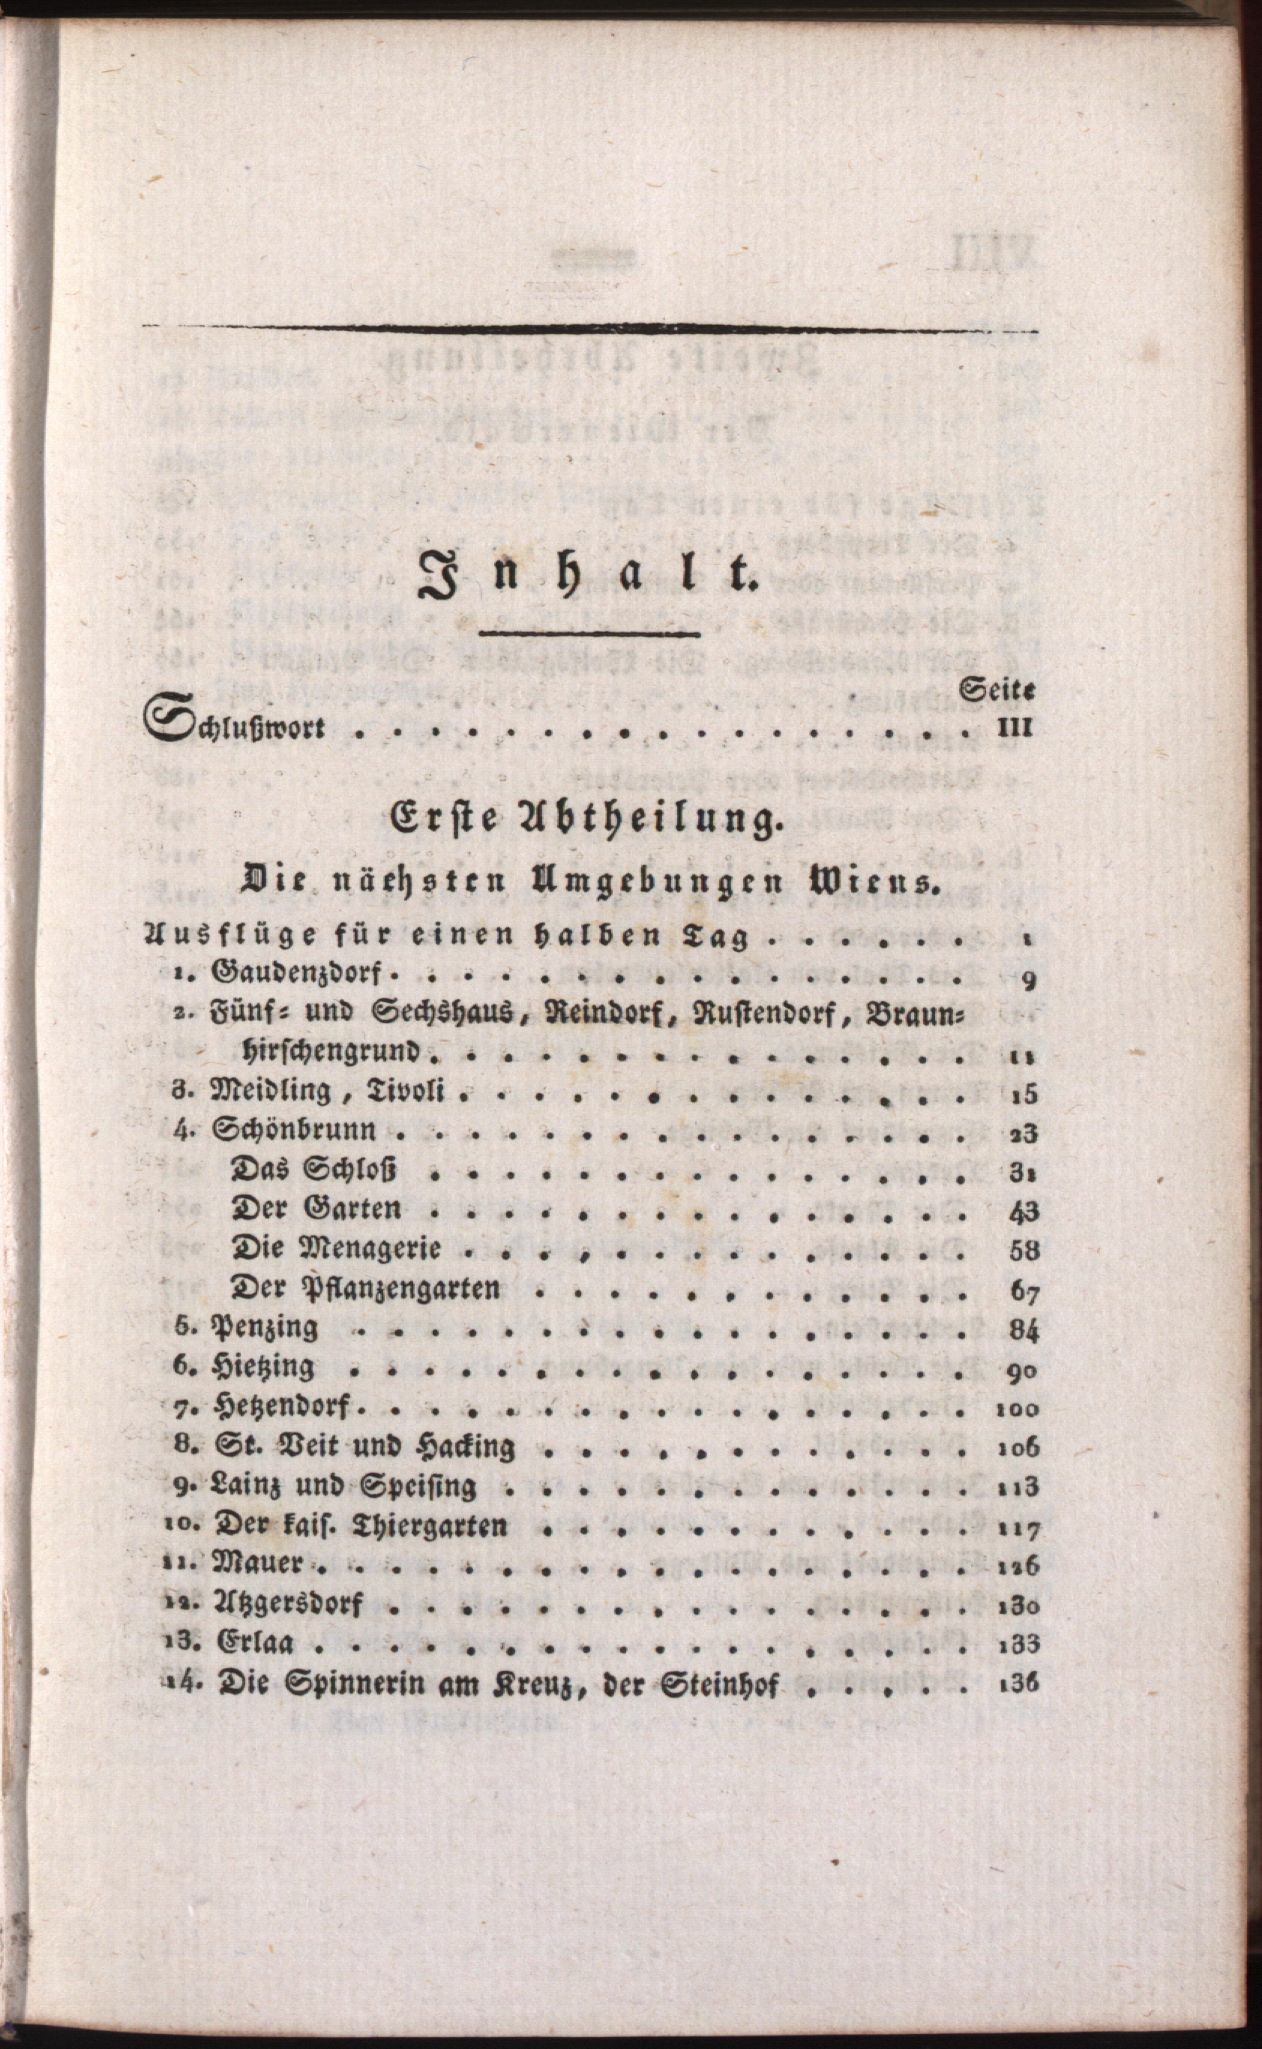 Inhalt.
Seite
Schlußwort . . . . . . . . . . . . . . . . . III
Erste Abtheilung.
Die nächsten Umgebungen Wiens.
Ausflüge für einen halben Tag . . . . . . 1
1. Gaudenzdorf . . . . . . . . . . . . . . . . 9
2. Fünf- und Sechshaus, Reindorf, Rustendorf, Braun-
hirschengrund . . . . . . . . . . . . . . . 11
3. Meidling, Tivoli . . . . . . . . . . . . . . 15
4. Schönbrunn . . . . . . . . . . . . . . . . 23
Das Schloß . . . . . . . . . . . . . . . 31
Der Garten . . . . . . . . . . . . . . . 43
Die Menagerie . . . . . . . . . . . . . . 58
Der Pflanzengarten . . . . . . . . . . . . 67
5. Penzing . . . . . . . . . . . . . . . . . 84
6. Hietzing . . . . . . . . . . . . . . . . . 90
7. Hetzendorf . . . . . . . . . . . . . . . . . 100
8. St. Veit und Hacking . . . . . . . . . . . . 106
9. Lainz und Speising . . . . . . . . . . . . . 113
10. Der kais. Thiergarten . . . . . . . . . . . . 117
11. Mauer . . . . . . . . . . . . . . . . . . 126
12. Atzgersdorf . . . . . . . . . . . . . . . . 130
13. Erlaa . . . . . . . . . . . . . . . . . . 133
14. Die Spinnerin am Kreuz, der Steinhof . . . . . 136